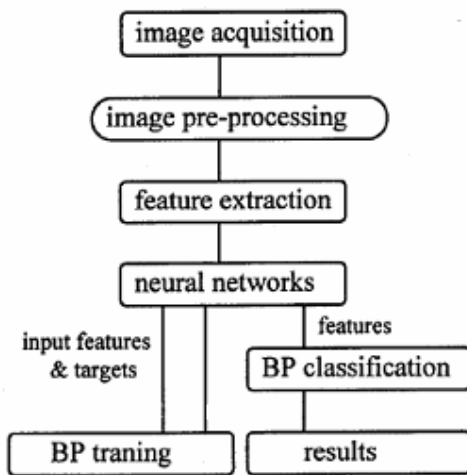 image acquisition
image pre-processing
feature extraction
neural networks
input features
& targets
features
BP classification
BP traning
results